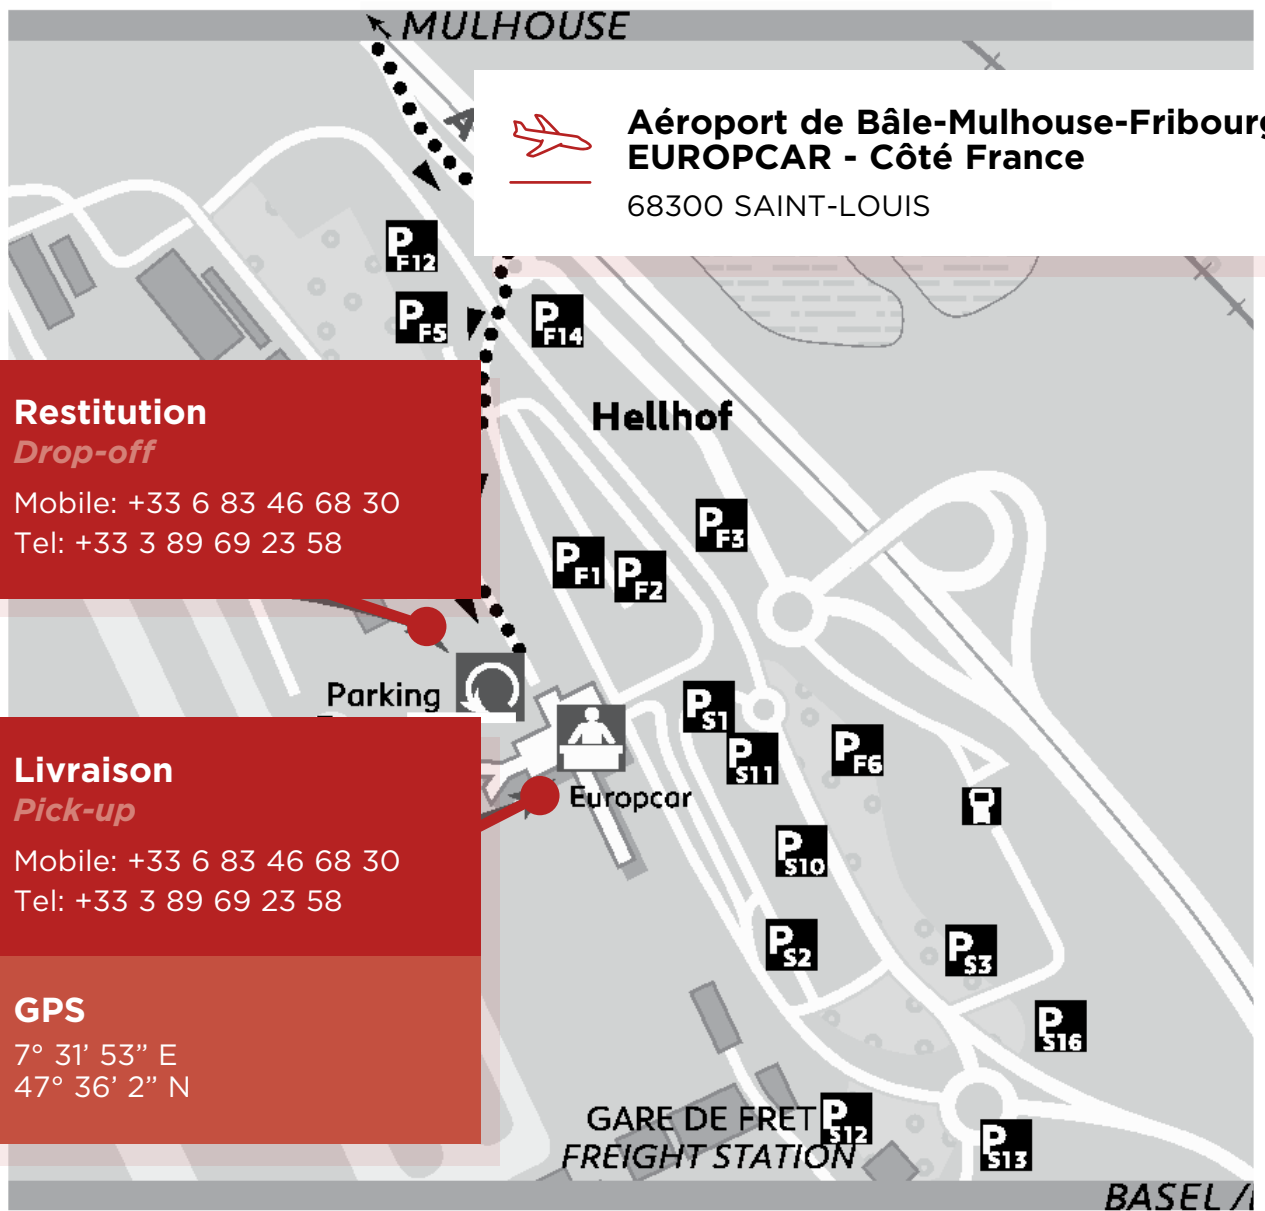 MULHOUSE
Aéroport de Bâle-Mulhouse-Fribourg
EUROPCAR - Côté France
68300 SAINT-LOUIS
P F12
P F5
P F14
Hellhof
Restitution
Drop-off
Mobile: +33 6 83 46 68 30
Tel: +33 3 89 69 23 58
P F3
P F1
P F2
Parking
P S1
P S11
P F6
Livraison
Pick-up
Mobile: +33 6 83 46 68 30
Tel: +33 3 89 69 23 58
Europcar
P S10
P S2
P S3
GPS
7° 31’ 53” E
47° 36’ 2” N
P S16
GARE DE FRET
FREIGHT STATION
P S12
P S13
BASEL /